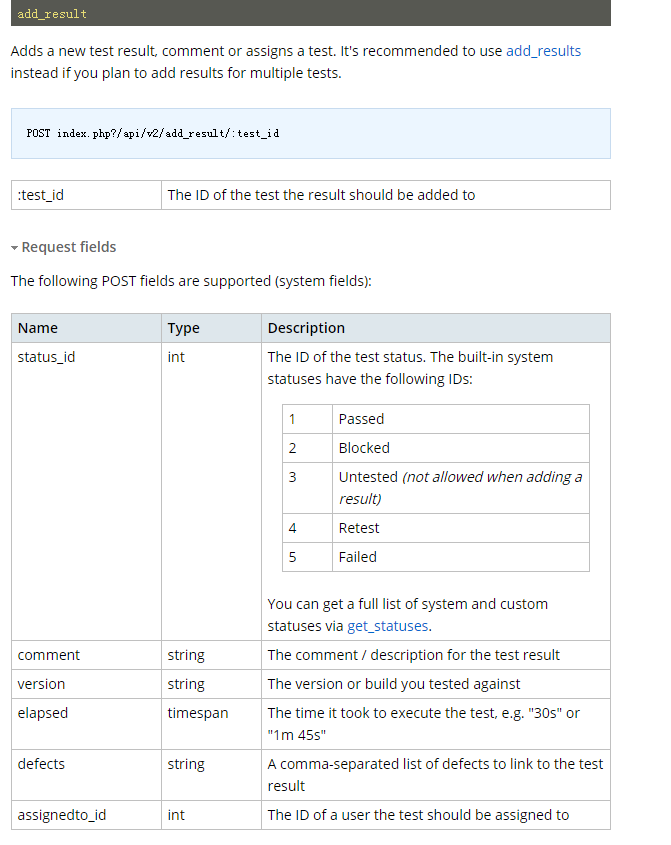 add_result
Adds a new test result, comment or assigns a test. It's recommended to use add_results
instead if you plan to add results for multiple tests.
POST index.php?/api/v2/add_result/:test_id
:test_id The ID of the test the result should be added to
Request fields
The following POST fields are supported (system fields):
Name Type Description
status_id int The ID of the test status. The built-in system
statuses have the following IDs:
1 Passed
2 Blocked
3 Untested (not allowed when adding a
result)
4 Retest
5 Failed
You can get a full list of system and custom
statuses via get_statuses.
comment string The comment / description for the test result
version string The version or build you tested against
elapsed timespan The time it took to execute the test, e.g. "30s" or
"1m 45s"
defects string A comma-separated list of defects to link to the test
result
assignedto_id int The ID of a user the test should be assigned to